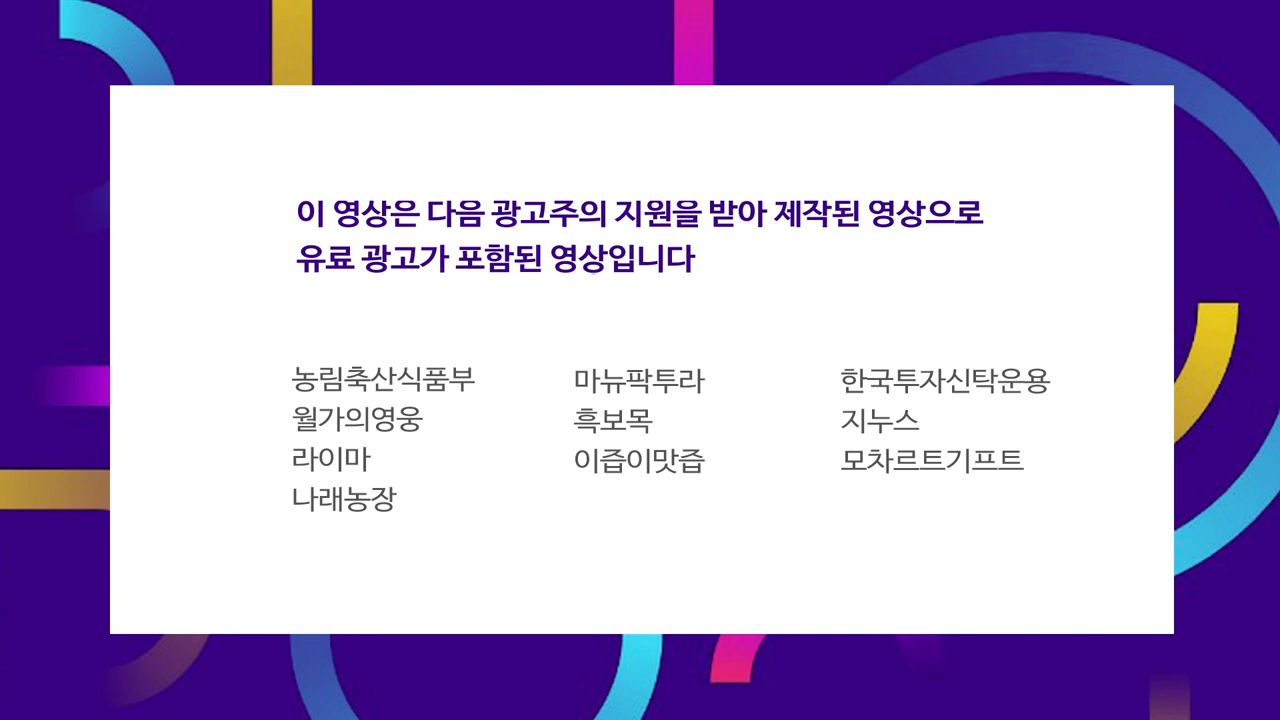 이 영상은 다음 광고주의 지원을 받아 제작된 영상으로
유료 광고가 포함된 영상입니다
농림축산식품부
월가의영웅
라이마
나래농장
마뉴팍투라
흑보목
이즙이맛즙
한국투자신탁운용
지누스
모차르트기프트